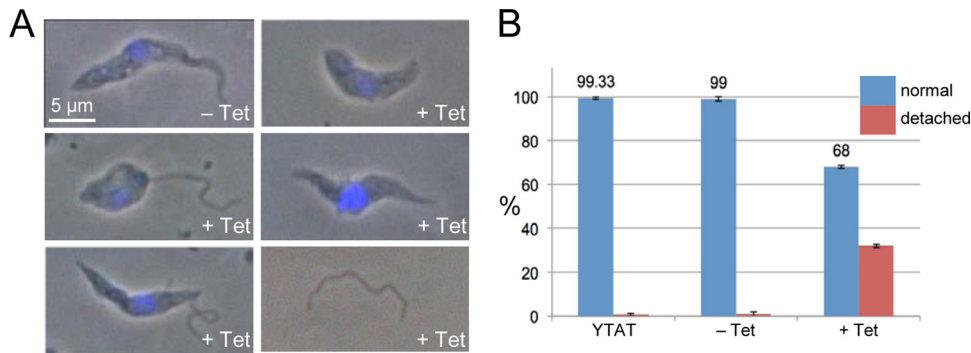 A
5 µm
– Tet
+ Tet
+ Tet
+ Tet
+ Tet
+ Tet
B
normal
detached
99.33
99
68
100
80
60
40
20
0
%
YTAT
– Tet
+ Tet